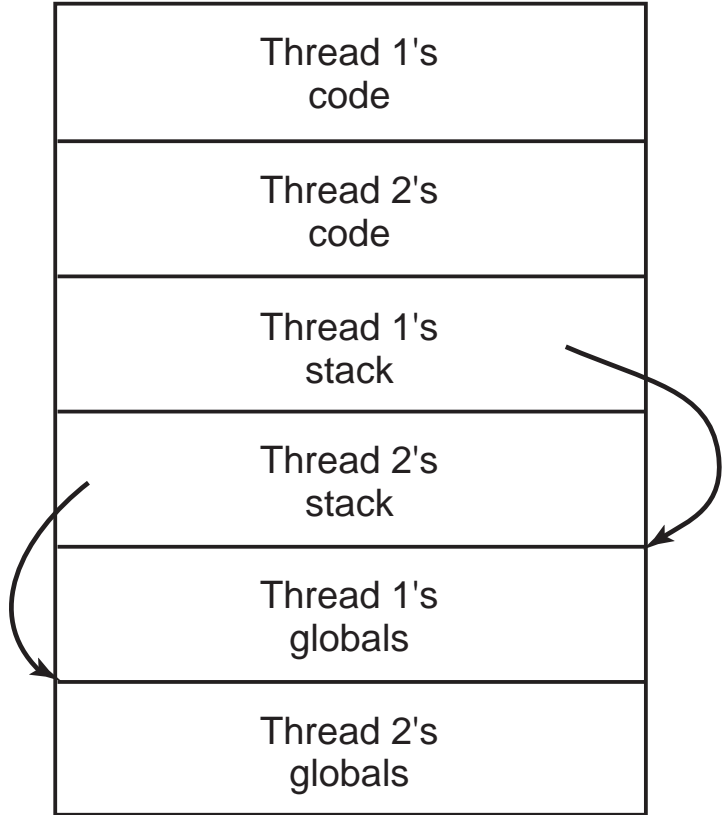 Thread 1's
code
Thread 2's
code
Thread 1's
stack
Thread 2's
stack
Thread 1's
globals
Thread 2's
globals